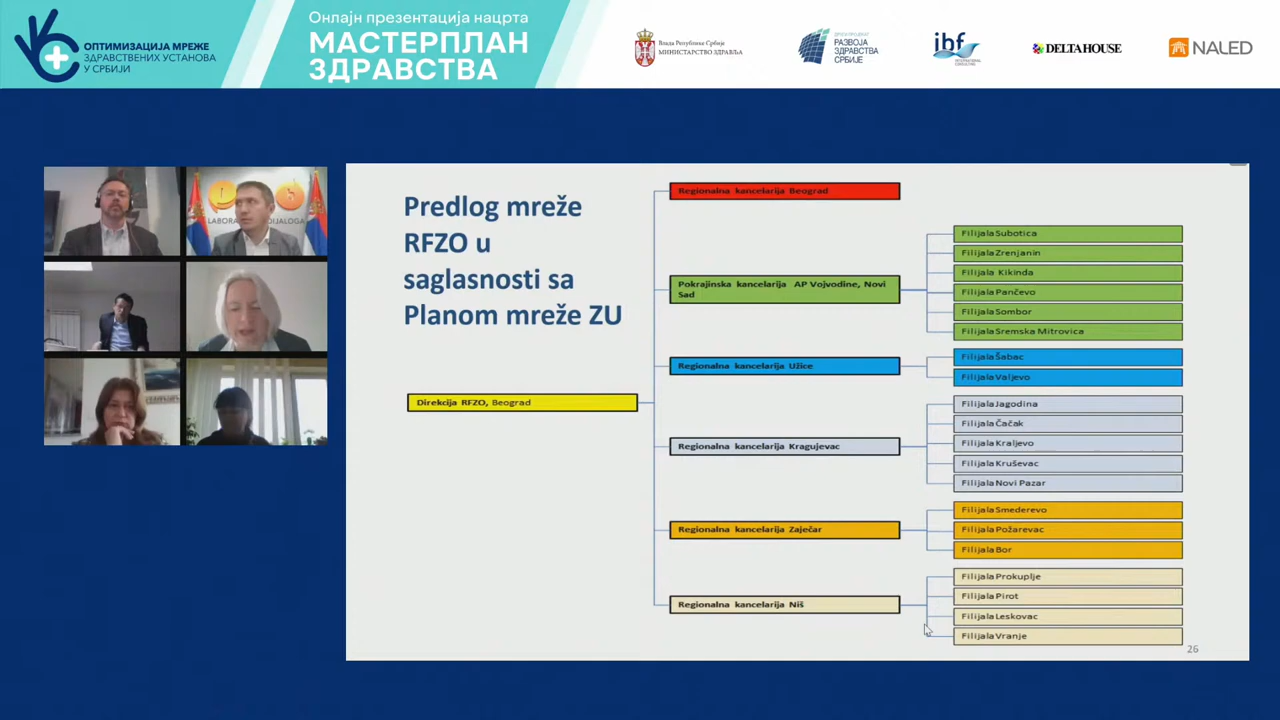 ОПТИМИЗАЦИЈА МРЕЖЕ
ЗДРАВСТВЕНИХ УСТАНОВА
У СРБИЈИ
Онлајн презентација нацрта
МАСТЕРПЛАН
ЗДРАВСТВА
Влада Републике Србије
МИНИСТАРСТВО ЗДРАВЉА
РАЗВОЈА
ЗДРАВСТВА
СРБИЈЕ
ibf
INTERNATIONAL
CONSULTING
DELTAHOUSE
NALED
LABORA
DIJALOGA
Predlog mreže
RFZO u
saglasnosti sa
Planom mreže ZU
Direkcija RFZO, Beograd
Regionalna kancelarija Beograd
Pokrajinska kancelarija AP Vojvodine, Novi
Sad
Filijala Subotica
Filijala Zrenjanin
Filijala Kikinda
Filijala Pančevo
Filijala Sombor
Filijala Sremska Mitrovica
Regionalna kancelarija Užice
Filijala Šabac
Filijala Valjevo
Regionalna kancelarija Kragujevac
Filijala Jagodina
Filijala Čačak
Filijala Kraljevo
Filijala Kruševac
Filijala Novi Pazar
Regionalna kancelarija Zaječar
Filijala Smederevo
Filijala Požarevac
Filijala Bor
Regionalna kancelarija Niš
Filijala Prokuplje
Filijala Pirot
Filijala Leskovac
Filijala Vranje
26